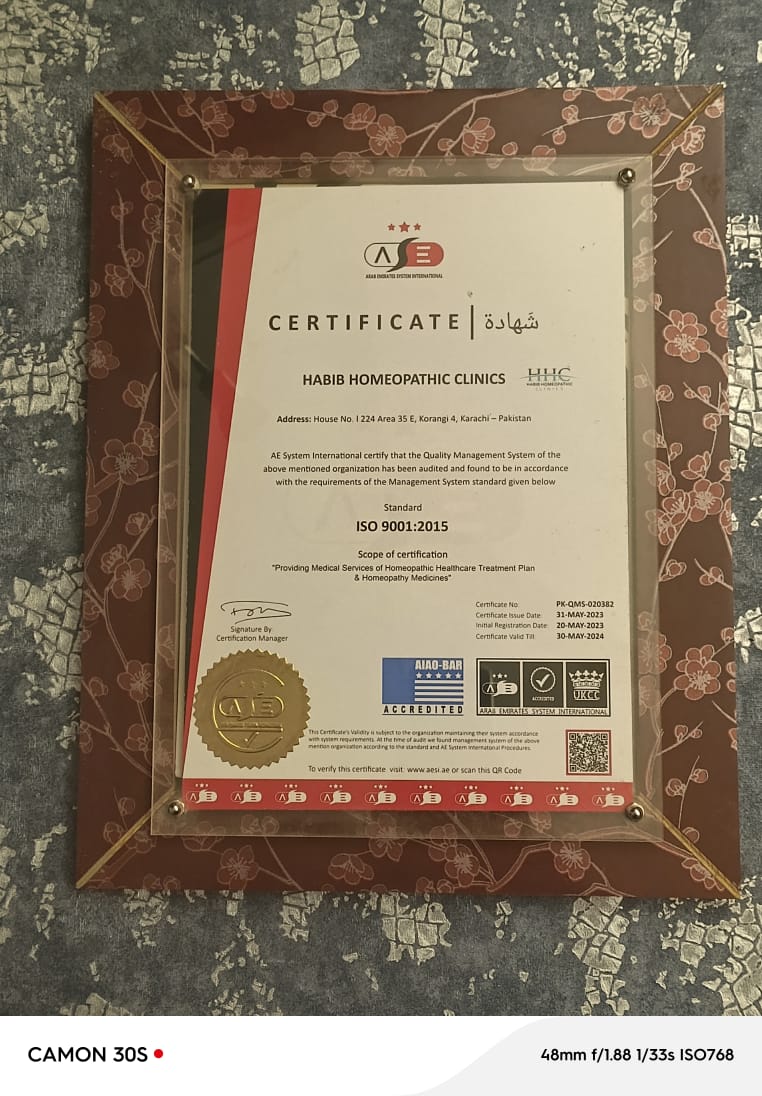 ASE
ARAB EMIRATES SYSTEM INTERNATIONAL
CERTIFICATE | شَهادة
HABIB HOMEOPATHIC CLINICS
HHC
HABIB HOMEOPATHIC
CLINICS
Address: House No. I 224 Area 35 E, Korangi 4, Karachi – Pakistan
AE System International certify that the Quality Management System of the
above mentioned organization has been audited and found to be in accordance
with the requirements of the Management System standard given below
Standard
ISO 9001:2015
Scope of certification
"Providing Medical Services of Homeopathic Healthcare Treatment Plan
& Homeopathy Medicines"
Signature By:
Certification Manager
Certificate No: PK-QMS-020382
Certificate Issue Date: 31-MAY-2023
Initial Registration Date: 20-MAY-2023
Certificate Valid Till: 30-MAY-2024
AIAO-BAR
ACCREDITED
ASE
ACCREDITED
UKCC
ARAB EMIRATES SYSTEM INTERNATIONAL
This Certificate's Validity is subject to the organization maintaining their system accordance
with system requirements. At the time of audit we found management system of the above
mention organization according to the standard and AE System International Procedures.
To verify this certificate visit: www.aesi.ae or scan this QR Code
CAMON 30S
48mm f/1.88 1/33s ISO768